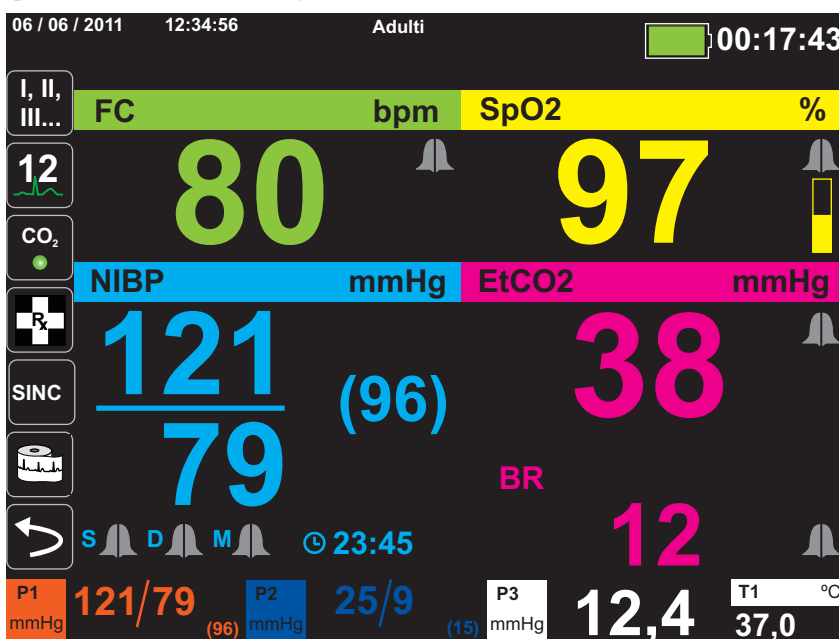 06 / 06 / 2011 12:34:56 Adulti 00:17:43
I, II,
III...
FC bpm SpO2 %
12
80 97
CO₂
NIBP mmHg EtCO2 mmHg
Rx
121
38
SINC
(96)
79
BR
S D M 23:45
12
P1 121/79 P2 25/9 P3 12,4 T1 ºC
mmHg (96) mmHg (15) mmHg 37,0